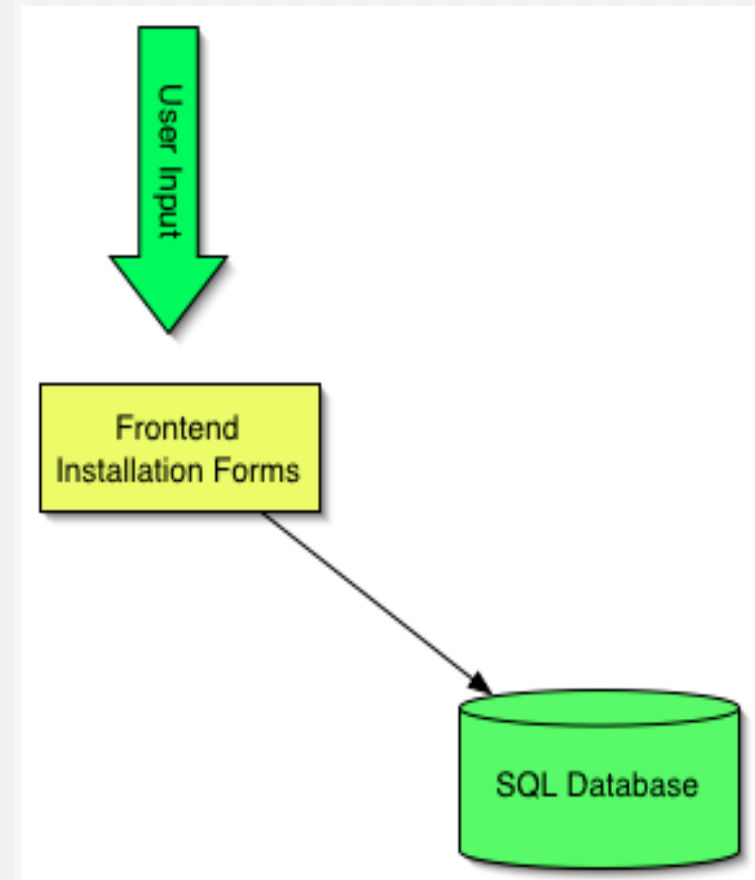 User Input
Frontend
Installation Forms
SQL Database